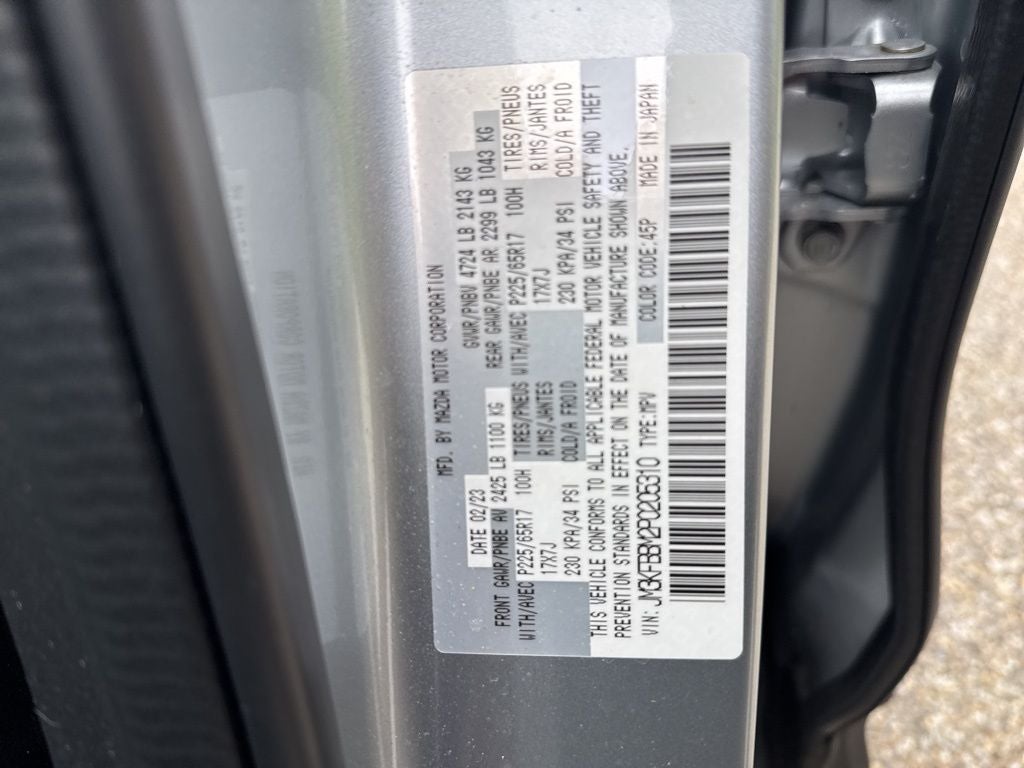 MFD. BY MAZDA MOTOR CORPORATION
DATE 02/23 GVWR/PNBV 4724 LB 2143 KG
FRONT GAWR/PNBE AV 2425 LB 1100 KG REAR GAWR/PNBE AR 2299 LB 1043 KG
WITH/AVEC P225/65R17 100H TIRES/PNEUS WITH/AVEC P225/65R17 100H TIRES/PNEUS
17X7J RIMS/JANTES 17X7J RIMS/JANTES
230 KPA/34 PSI COLD/A FROID 230 KPA/34 PSI COLD/A FROID
THIS VEHICLE CONFORMS TO ALL APPLICABLE FEDERAL MOTOR VEHICLE SAFETY AND THEFT
PREVENTION STANDARDS IN EFFECT ON THE DATE OF MANUFACTURE SHOWN ABOVE.
VIN: JM3KFBBM2P0205310 TYPE:MPV COLOR CODE:45P MADE IN JAPAN